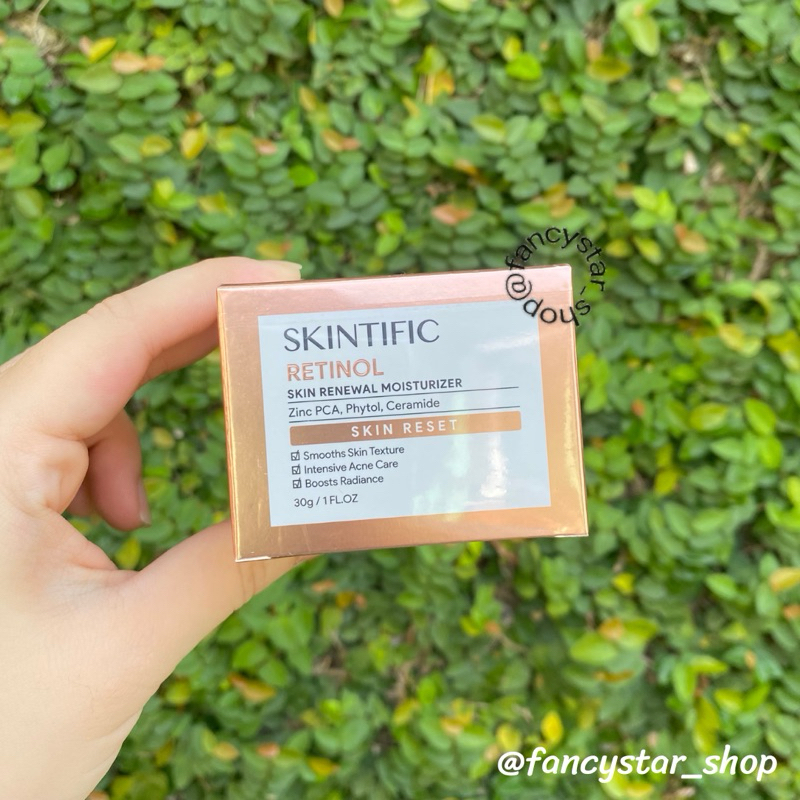 @fancystar_shop
SKINTIFIC
RETINOL
SKIN RENEWAL MOISTURIZER
Zinc PCA, Phytol, Ceramide
SKIN RESET
☑ Smooths Skin Texture
☑ Intensive Acne Care
☑ Boosts Radiance
30g / 1 FL.OZ
@fancystar_shop